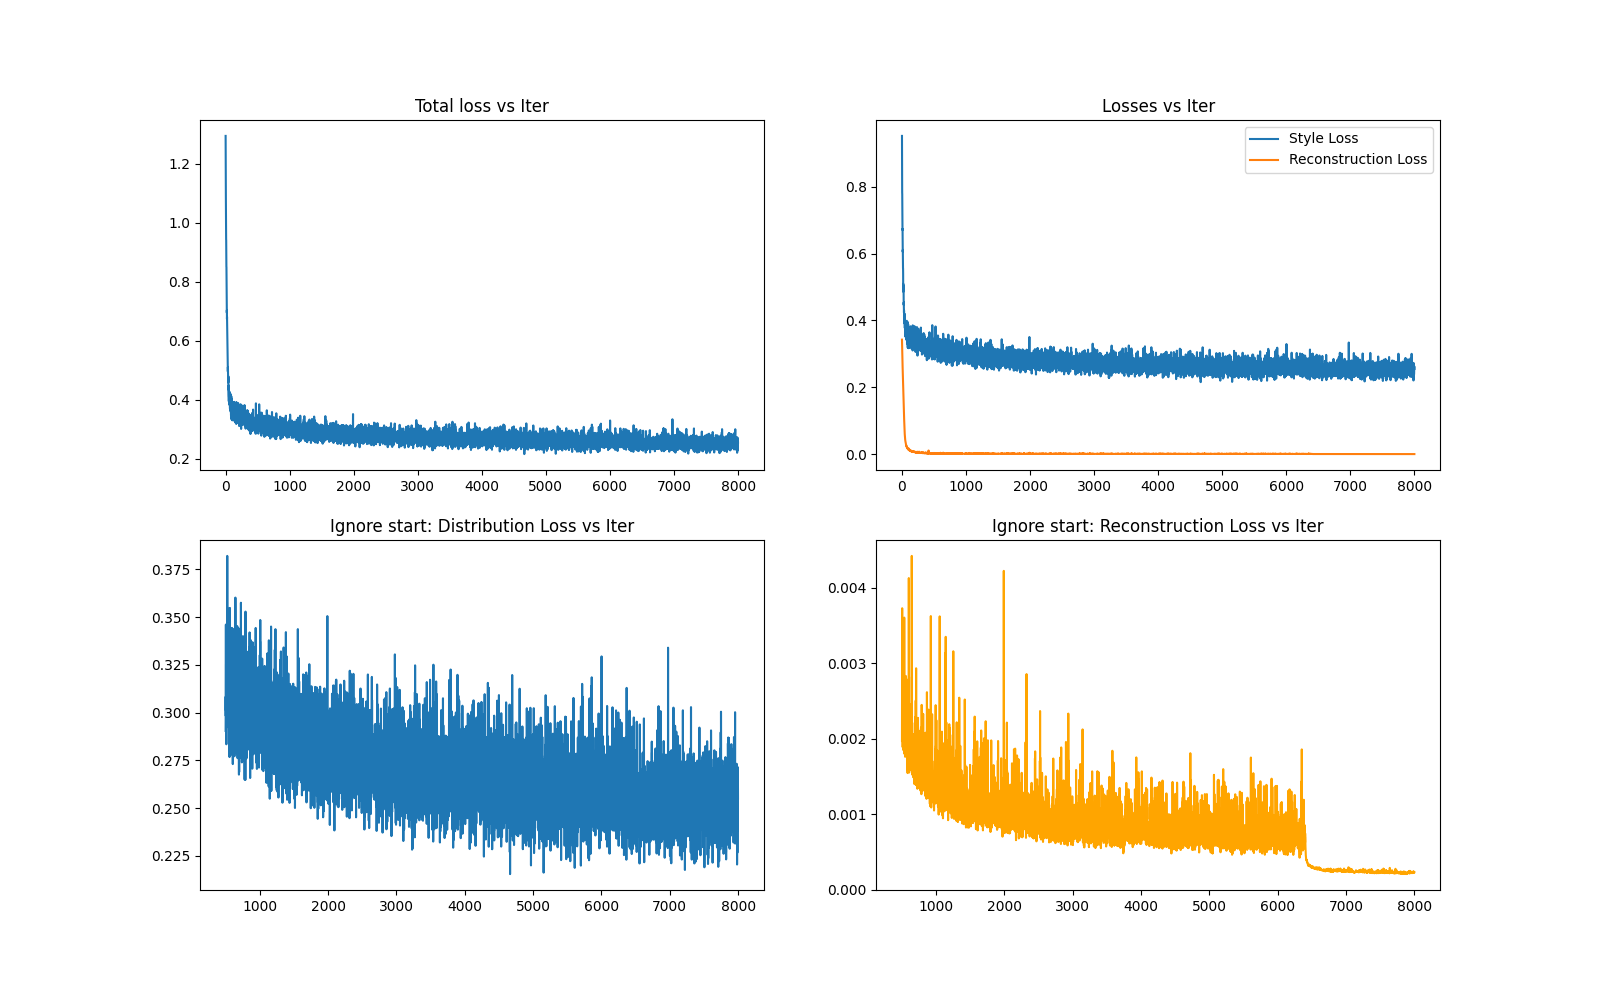 Total loss vs Iter
1.2
1.0
0.8
0.6
0.4
0.2
0 1000 2000 3000 4000 5000 6000 7000 8000
Losses vs Iter
Style Loss
Reconstruction Loss
0.8
0.6
0.4
0.2
0.0
0 1000 2000 3000 4000 5000 6000 7000 8000
Ignore start: Distribution Loss vs Iter
0.375
0.350
0.325
0.300
0.275
0.250
0.225
1000 2000 3000 4000 5000 6000 7000 8000
Ignore start: Reconstruction Loss vs Iter
0.004
0.003
0.002
0.001
0.000
1000 2000 3000 4000 5000 6000 7000 8000